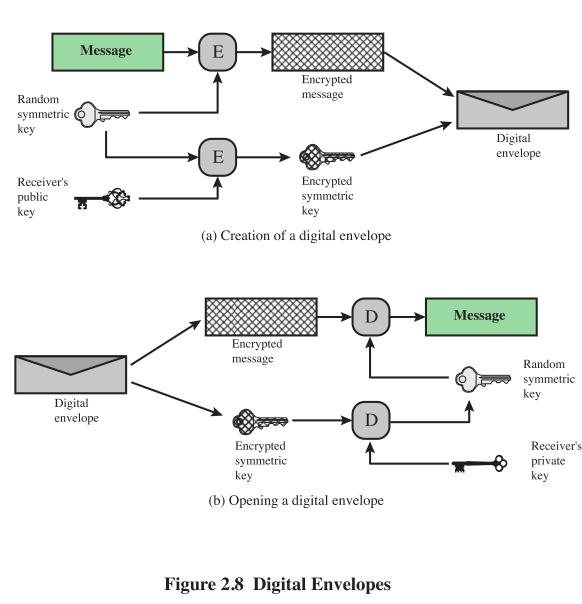 Message
E
Encrypted
message
Random
symmetric
key
Digital
envelope
E
Receiver's
public
key
Encrypted
symmetric
key
(a) Creation of a digital envelope
D
Message
Encrypted
message
Digital
envelope
Random
symmetric
key
D
Encrypted
symmetric
key
Receiver's
private
key
(b) Opening a digital envelope
Figure 2.8 Digital Envelopes